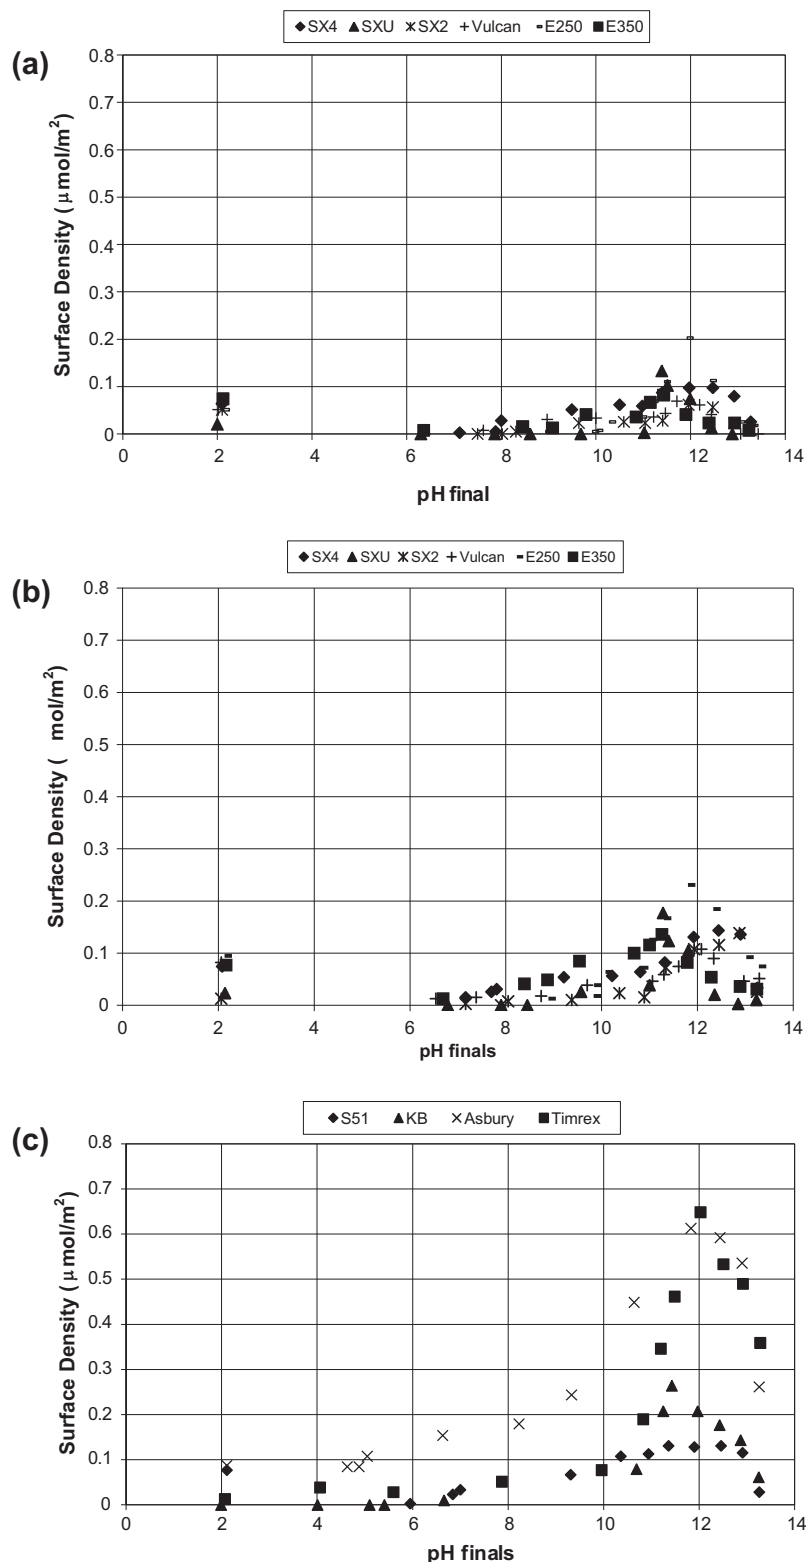 SX4 SXU SX2 Vulcan E250 E350
(a)
Surface Density (μmol/m²)
0.8
0.7
0.6
0.5
0.4
0.3
0.2
0.1
0
0 2 4 6 8 10 12 14
pH final
SX4 SXU SX2 Vulcan E250 E350
(b)
Surface Density ( mol/m²)
0.8
0.7
0.6
0.5
0.4
0.3
0.2
0.1
0
0 2 4 6 8 10 12 14
pH finals
S51 KB Asbury Timrex
(c)
Surface Density (μmol/m²)
0.8
0.7
0.6
0.5
0.4
0.3
0.2
0.1
0
0 2 4 6 8 10 12 14
pH finals